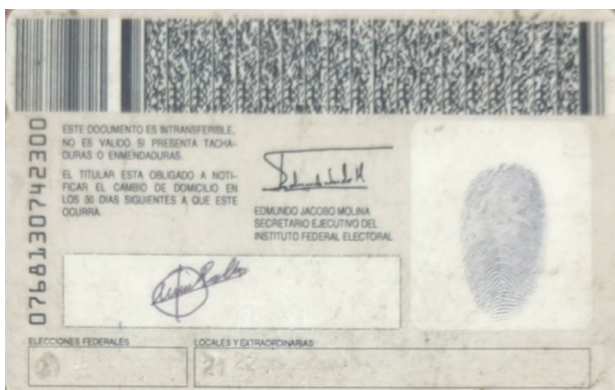 ESTE DOCUMENTO ES INTRANSFERIBLE,
NO ES VALIDO SI PRESENTA TACHA-
DURAS O ENMENDADURAS.
EL TITULAR ESTA OBLIGADO A NOTI-
FICAR EL CAMBIO DE DOMICILIO EN
LOS 30 DIAS SIGUIENTES A QUE ESTE
OCURRA.
EDMUNDO JACOBO MOLINA
SECRETARIO EJECUTIVO DEL
INSTITUTO FEDERAL ELECTORAL
0768130742300
ELECCIONES FEDERALES
LOCALES Y EXTRAORDINARIAS
21 22